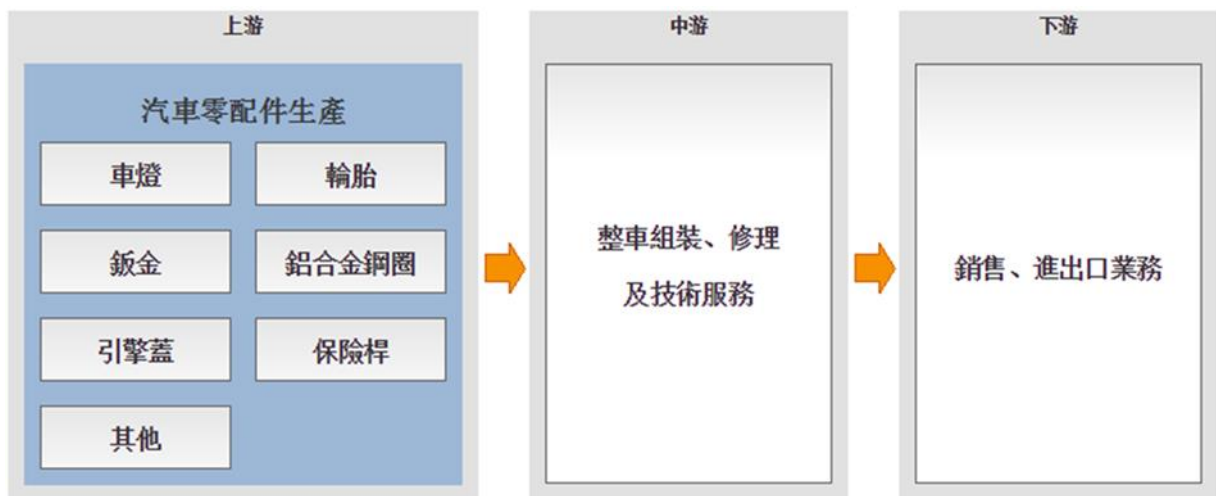 上游
汽車零配件生產
車燈
輪胎
鈑金
鋁合金鋼圈
引擎蓋
保險桿
其他
中游
整車組裝、修理
及技術服務
下游
銷售、進出口業務